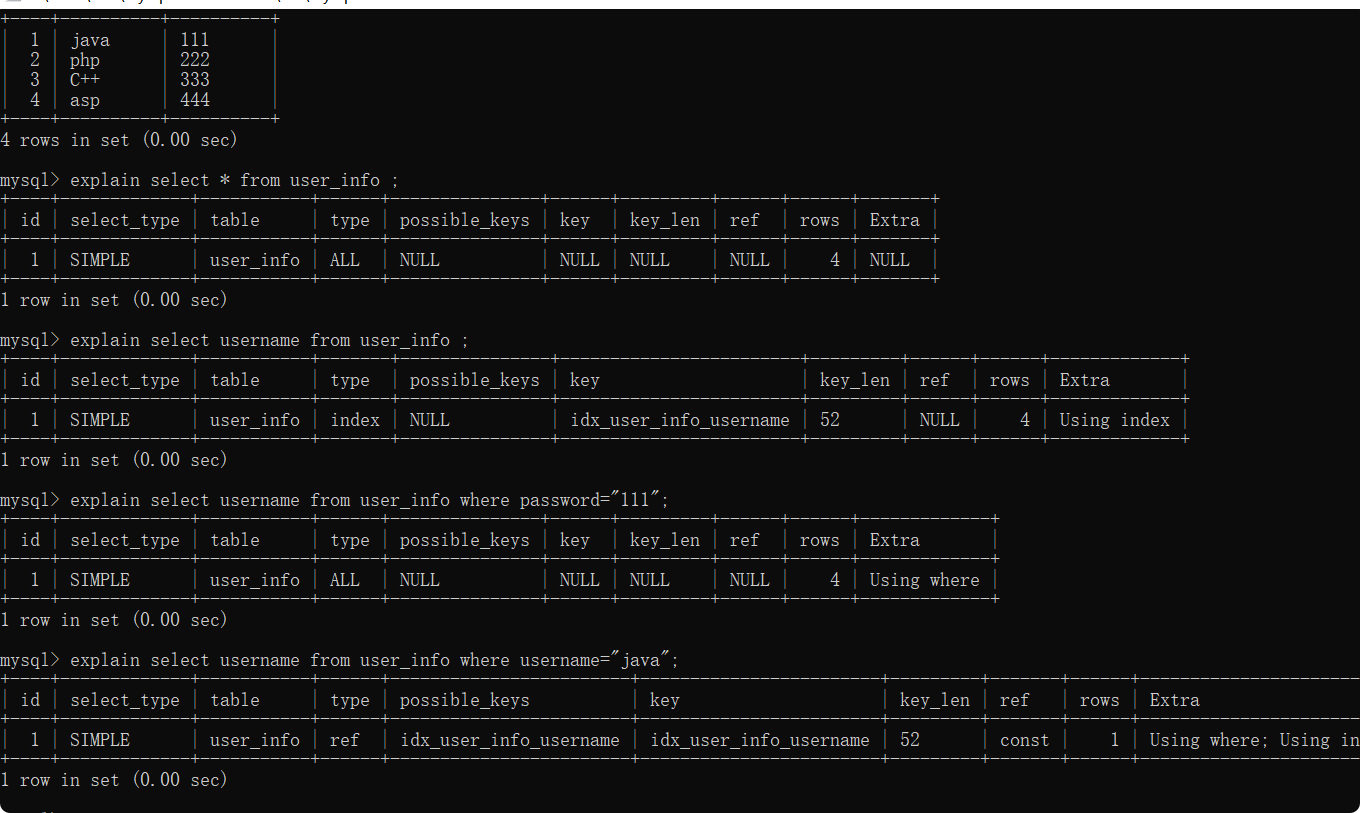 +----+----------+----------+
|  1 | java     | 111      |
|  2 | php      | 222      |
|  3 | C++      | 333      |
|  4 | asp      | 444      |
+----+----------+----------+
4 rows in set (0.00 sec)
mysql> explain select * from user_info ;
+----+-------------+-----------+------+---------------+------+---------+------+------+-------+
| id | select_type | table     | type | possible_keys | key  | key_len | ref  | rows | Extra |
+----+-------------+-----------+------+---------------+------+---------+------+------+-------+
|  1 | SIMPLE      | user_info | ALL  | NULL          | NULL | NULL    | NULL |    4 | NULL  |
+----+-------------+-----------+------+---------------+------+---------+------+------+-------+
1 row in set (0.00 sec)
mysql> explain select username from user_info ;
+----+-------------+-----------+-------+---------------+------------------------+---------+------+------+-------------+
| id | select_type | table     | type  | possible_keys | key                    | key_len | ref  | rows | Extra       |
+----+-------------+-----------+-------+---------------+------------------------+---------+------+------+-------------+
|  1 | SIMPLE      | user_info | index | NULL          | idx_user_info_username | 52      | NULL |    4 | Using index |
+----+-------------+-----------+-------+---------------+------------------------+---------+------+------+-------------+
1 row in set (0.00 sec)
mysql> explain select username from user_info where password="111";
+----+-------------+-----------+------+---------------+------+---------+------+------+-------------+
| id | select_type | table     | type | possible_keys | key  | key_len | ref  | rows | Extra       |
+----+-------------+-----------+------+---------------+------+---------+------+------+-------------+
|  1 | SIMPLE      | user_info | ALL  | NULL          | NULL | NULL    | NULL |    4 | Using where |
+----+-------------+-----------+------+---------------+------+---------+------+------+-------------+
1 row in set (0.00 sec)
mysql> explain select username from user_info where username="java";
+----+-------------+-----------+------+------------------------+------------------------+---------+-------+------+----------------------
| id | select_type | table     | type | possible_keys          | key                    | key_len | ref   | rows | Extra
+----+-------------+-----------+------+------------------------+------------------------+---------+-------+------+----------------------
|  1 | SIMPLE      | user_info | ref  | idx_user_info_username | idx_user_info_username | 52      | const |    1 | Using where; Using in
+----+-------------+-----------+------+------------------------+------------------------+---------+-------+------+----------------------
1 row in set (0.00 sec)